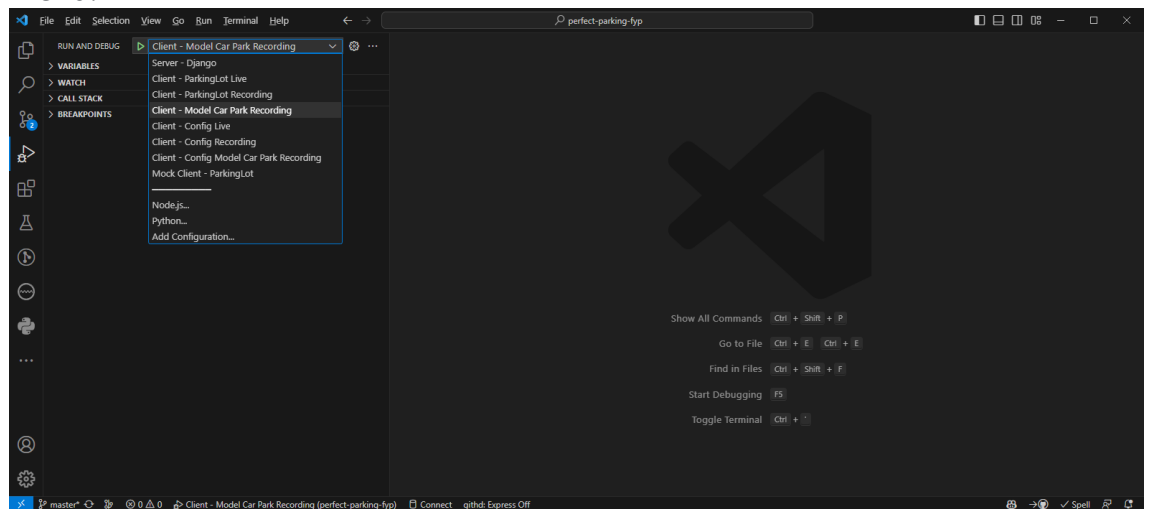 File Edit Selection View Go Run Terminal Help
perfect-parking-fyp
RUN AND DEBUG
Client - Model Car Park Recording
VARIABLES
WATCH
CALL STACK
BREAKPOINTS
Server - Django
Client - ParkingLot Live
Client - ParkingLot Recording
Client - Model Car Park Recording
Client - Config Live
Client - Config Recording
Client - Config Model Car Park Recording
Mock Client - ParkingLot
Node.js...
Python...
Add Configuration...
2
Show All Commands Ctrl + Shift + P
Go to File Ctrl + E Ctrl + E
Find in Files Ctrl + Shift + F
Start Debugging F5
Toggle Terminal Ctrl + `
master* 0 0 Client - Model Car Park Recording (perfect-parking-fyp) Connect githd: Express Off Spell